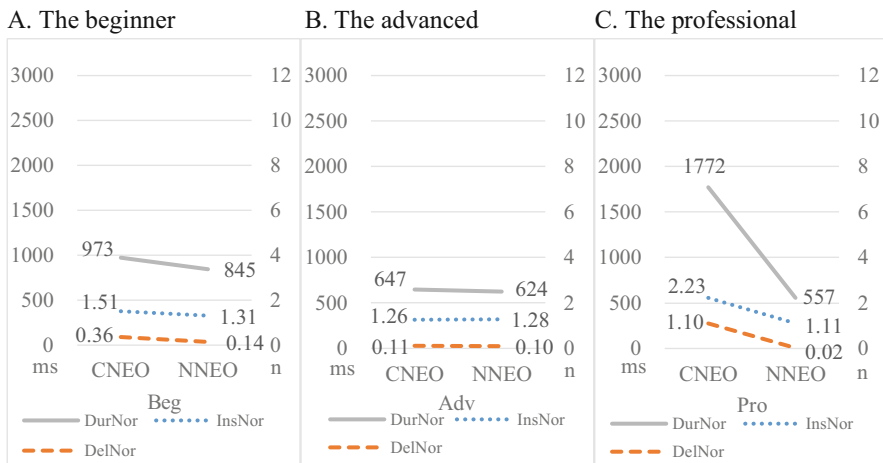 A. The beginner
3000
2500
2000
1500
1000
500
0
ms
12
10
8
6
4
2
0
n
973
845
1.51
1.31
0.36
0.14
CNEO NNEO
Beg
DurNor InsNor
DelNor
B. The advanced
3000
2500
2000
1500
1000
500
0
ms
12
10
8
6
4
2
0
n
647
624
1.26
1.28
0.11
0.10
CNEO NNEO
Adv
DurNor InsNor
DelNor
C. The professional
3000
2500
2000
1500
1000
500
0
ms
12
10
8
6
4
2
0
n
1772
557
2.23
1.11
1.10
0.02
CNEO NNEO
Pro
DurNor InsNor
DelNor